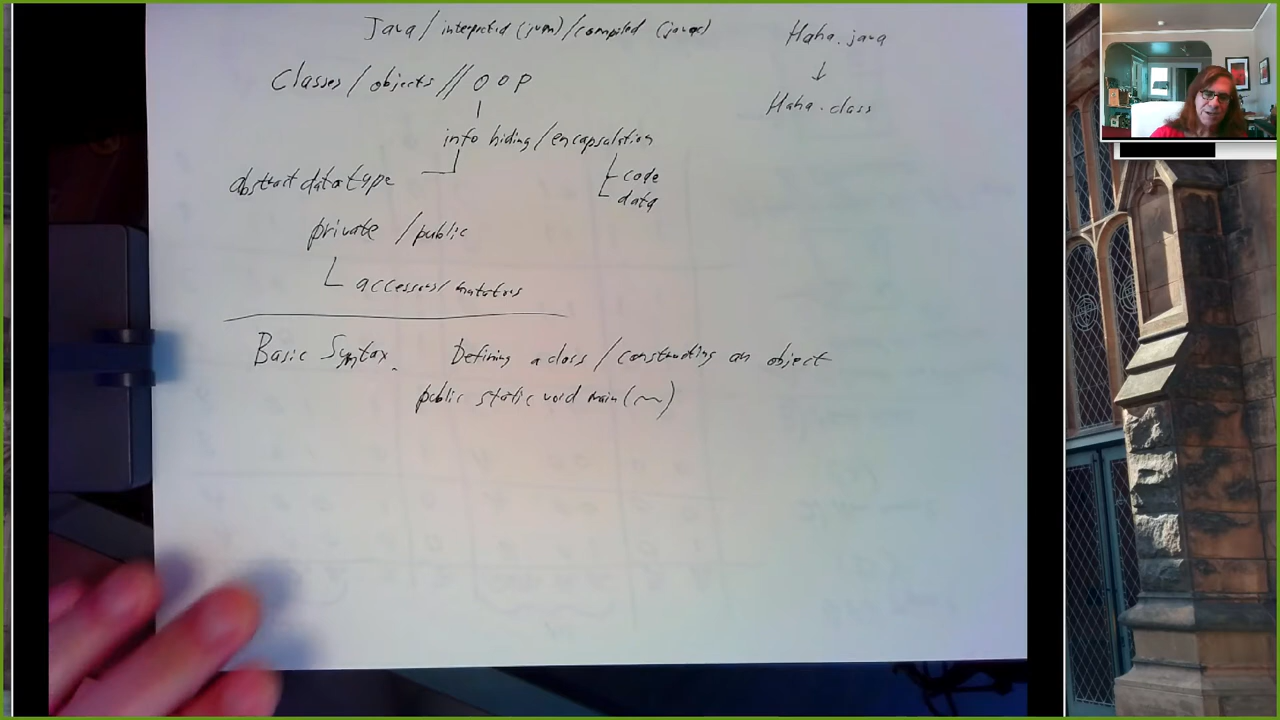 Java / interpreted (jvm) / compiled (javac)
Haha.java
↓
Haha.class
Classes / objects // OOP
info hiding / encapsulation
code
data
abstract data type
private / public
accessors / mutators
Basic Syntax. Defining a class / constructing an object
public static void main(~)